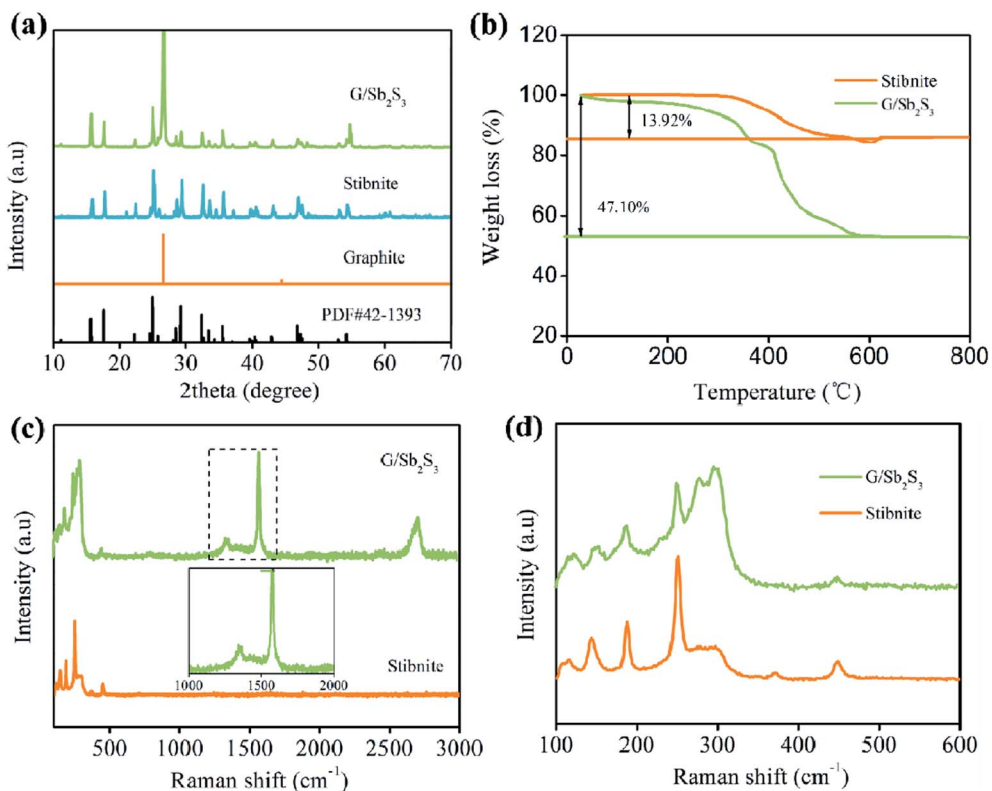 (a)
G/Sb₂S₃
Stibnite
Graphite
PDF#42-1393
Intensity (a.u)
10 20 30 40 50 60 70
2theta (degree)
(b)
120
100
80
60
40
20
Stibnite
G/Sb₂S₃
13.92%
47.10%
Weight loss (%)
0 200 400 600 800
Temperature (℃)
(c)
G/Sb₂S₃
Stibnite
1000 1500 2000
Intensity (a.u)
500 1000 1500 2000 2500 3000
Raman shift (cm⁻¹)
(d)
G/Sb₂S₃
Stibnite
Intensity (a.u)
100 200 300 400 500 600
Raman shift (cm⁻¹)